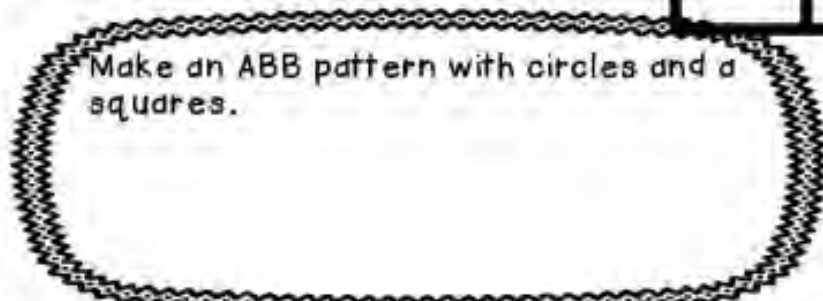 Make an ABB pattern with circles and a
squares.